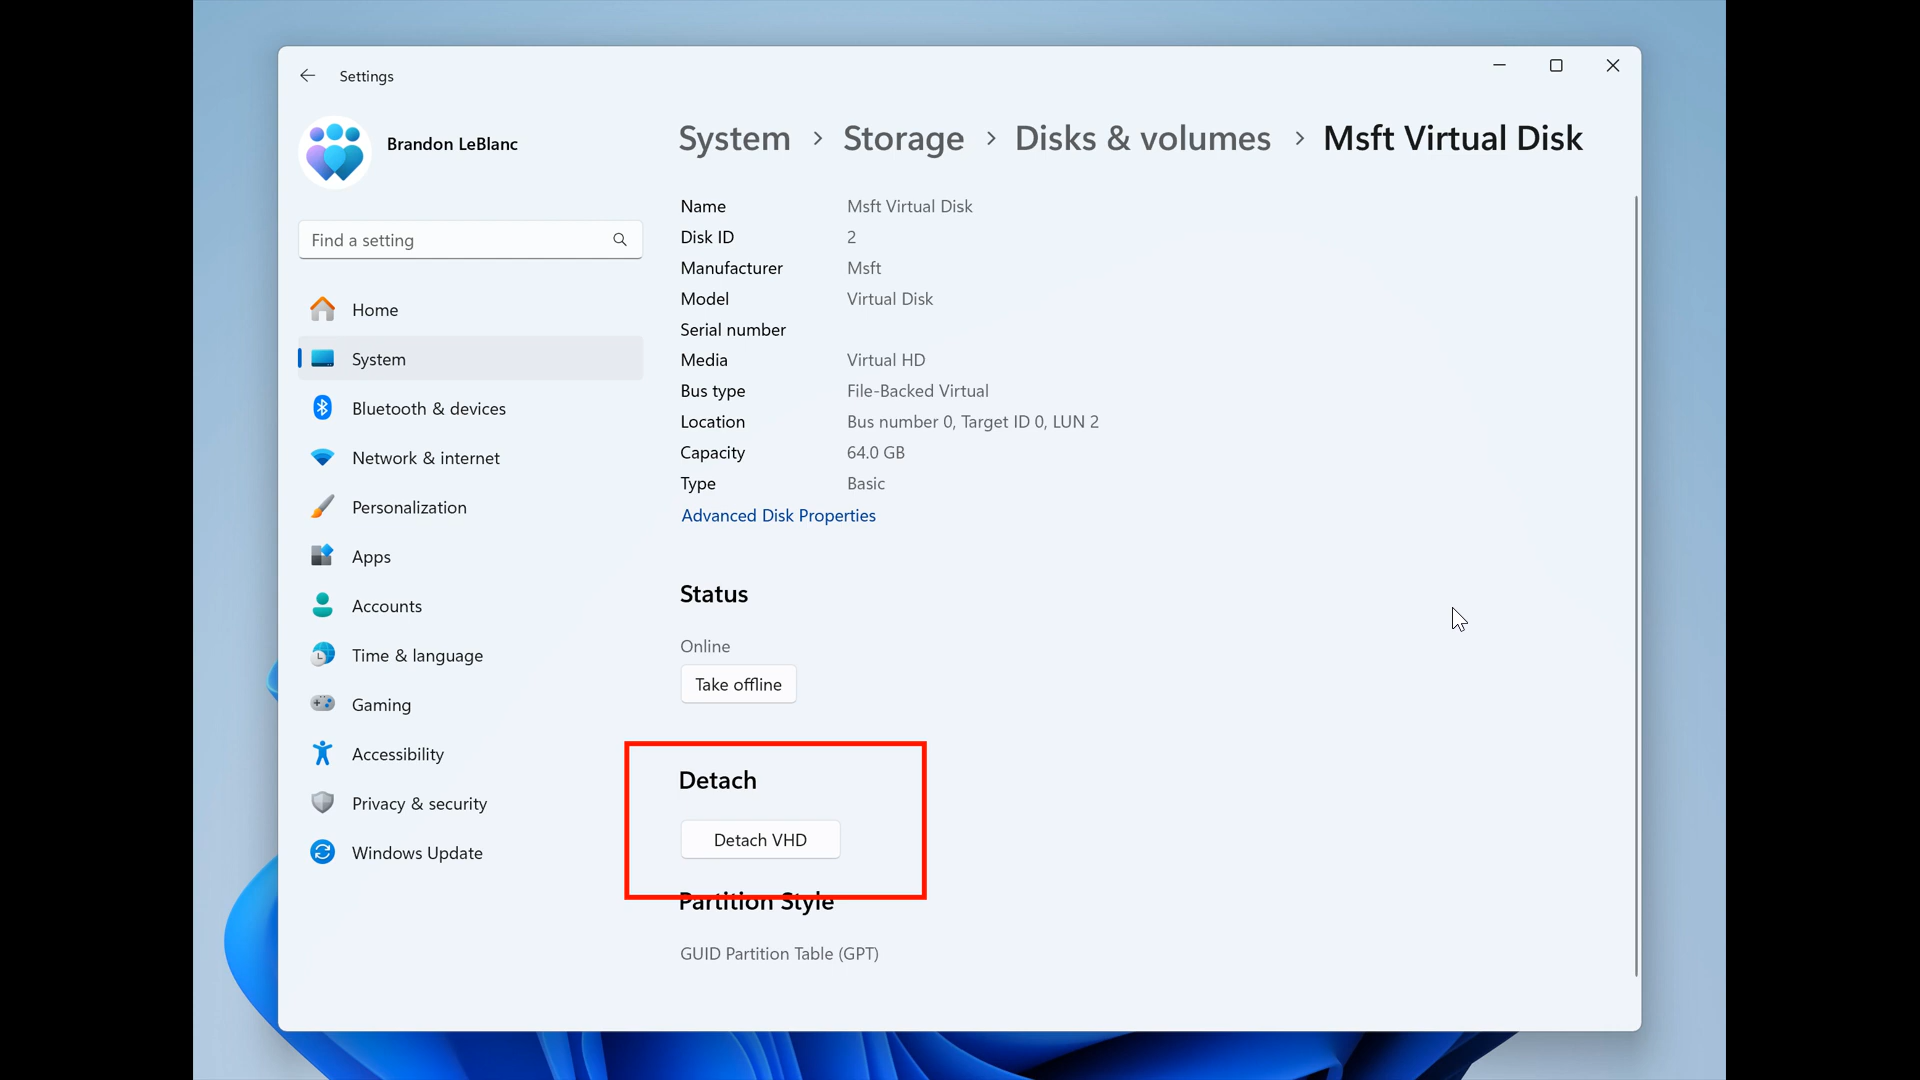 Settings
Brandon LeBlanc
Find a setting
Home
System
Bluetooth & devices
Network & internet
Personalization
Apps
Accounts
Time & language
Gaming
Accessibility
Privacy & security
Windows Update
System > Storage > Disks & volumes > Msft Virtual Disk
Name Msft Virtual Disk
Disk ID 2
Manufacturer Msft
Model Virtual Disk
Serial number
Media Virtual HD
Bus type File-Backed Virtual
Location Bus number 0, Target ID 0, LUN 2
Capacity 64.0 GB
Type Basic
Advanced Disk Properties
Status
Online
Take offline
Detach
Detach VHD
Partition Style
GUID Partition Table (GPT)